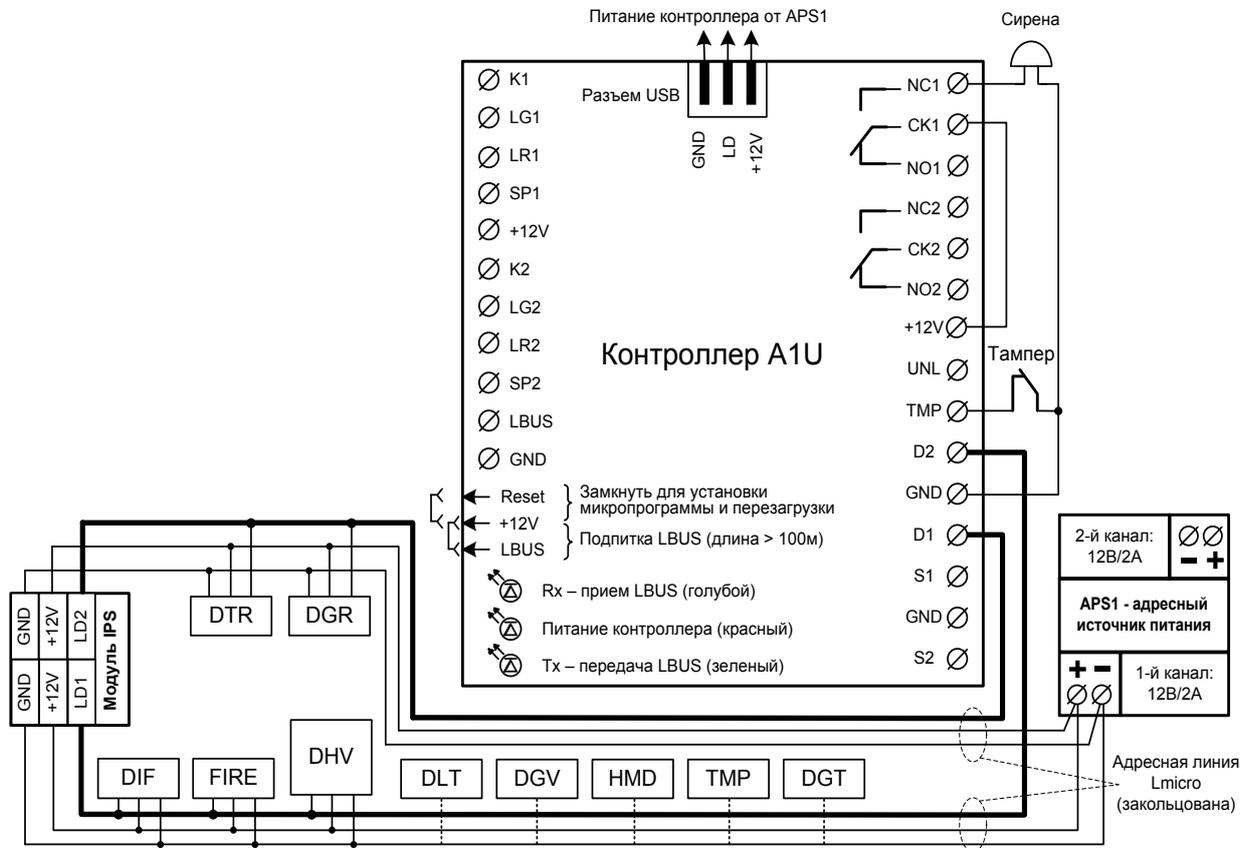 Питание контроллера от APS1
Сирена
Разъем USB
GND
LD
+12V
K1
LG1
LR1
SP1
+12V
K2
LG2
LR2
SP2
LBUS
GND
Reset
+12V
LBUS
Замкнуть для установки
микропрограммы и перезагрузки
Подпитка LBUS (длина > 100м)
Rx – прием LBUS (голубой)
Питание контроллера (красный)
Tx – передача LBUS (зеленый)
Контроллер A1U
NC1
CK1
NO1
NC2
CK2
NO2
+12V
UNL
TMP
D2
GND
D1
S1
GND
S2
Тампер
2-й канал:
12В/2А
– +
APS1 - адресный
источник питания
+ –
1-й канал:
12В/2А
Адресная линия
Lmicro
(закольцована)
GND
+12V
LD2
GND
+12V
LD1
Модуль IPS
DTR
DGR
DIF
FIRE
DHV
DLT
DGV
HMD
TMP
DGT